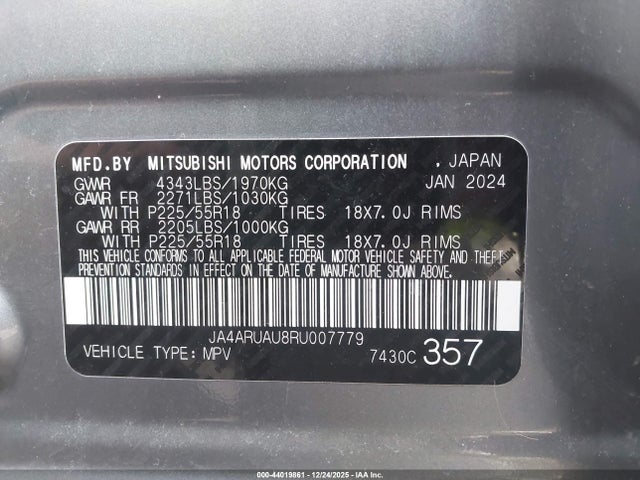 MFD.BY MITSUBISHI MOTORS CORPORATION . JAPAN
GVWR 4343LBS/1970KG JAN 2024
GAWR FR 2271LBS/1030KG
WITH P225/55R18 TIRES 18X7.0J RIMS
GAWR RR 2205LBS/1000KG
WITH P225/55R18 TIRES 18X7.0J RIMS
THIS VEHICLE CONFORMS TO ALL APPLICABLE FEDERAL MOTOR VEHICLE SAFETY AND THEFT
PREVENTION STANDARDS IN EFFECT ON THE DATE OF MANUFACTURE SHOWN ABOVE.
JA4ARUAU8RU007779
VEHICLE TYPE: MPV 7430C 357
000-44019861 - 12/24/2025 - IAA Inc.